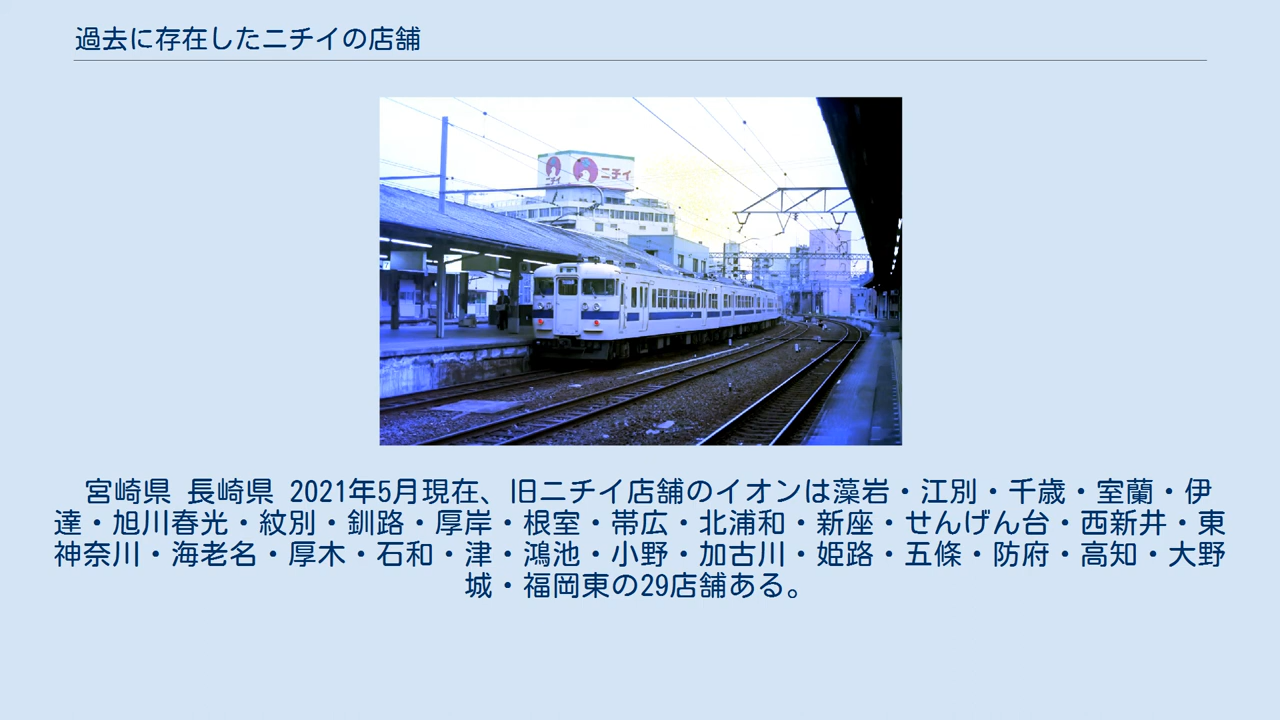 過去に存在したニチイの店舗
ニチイ
ニチイ
宮崎県 長崎県 2021年5月現在、旧ニチイ店舗のイオンは藻岩・江別・千歳・室蘭・伊
達・旭川春光・紋別・釧路・厚岸・根室・帯広・北浦和・新座・せんげん台・西新井・東
神奈川・海老名・厚木・石和・津・鴻池・小野・加古川・姫路・五條・防府・高知・大野
城・福岡東の29店舗ある。